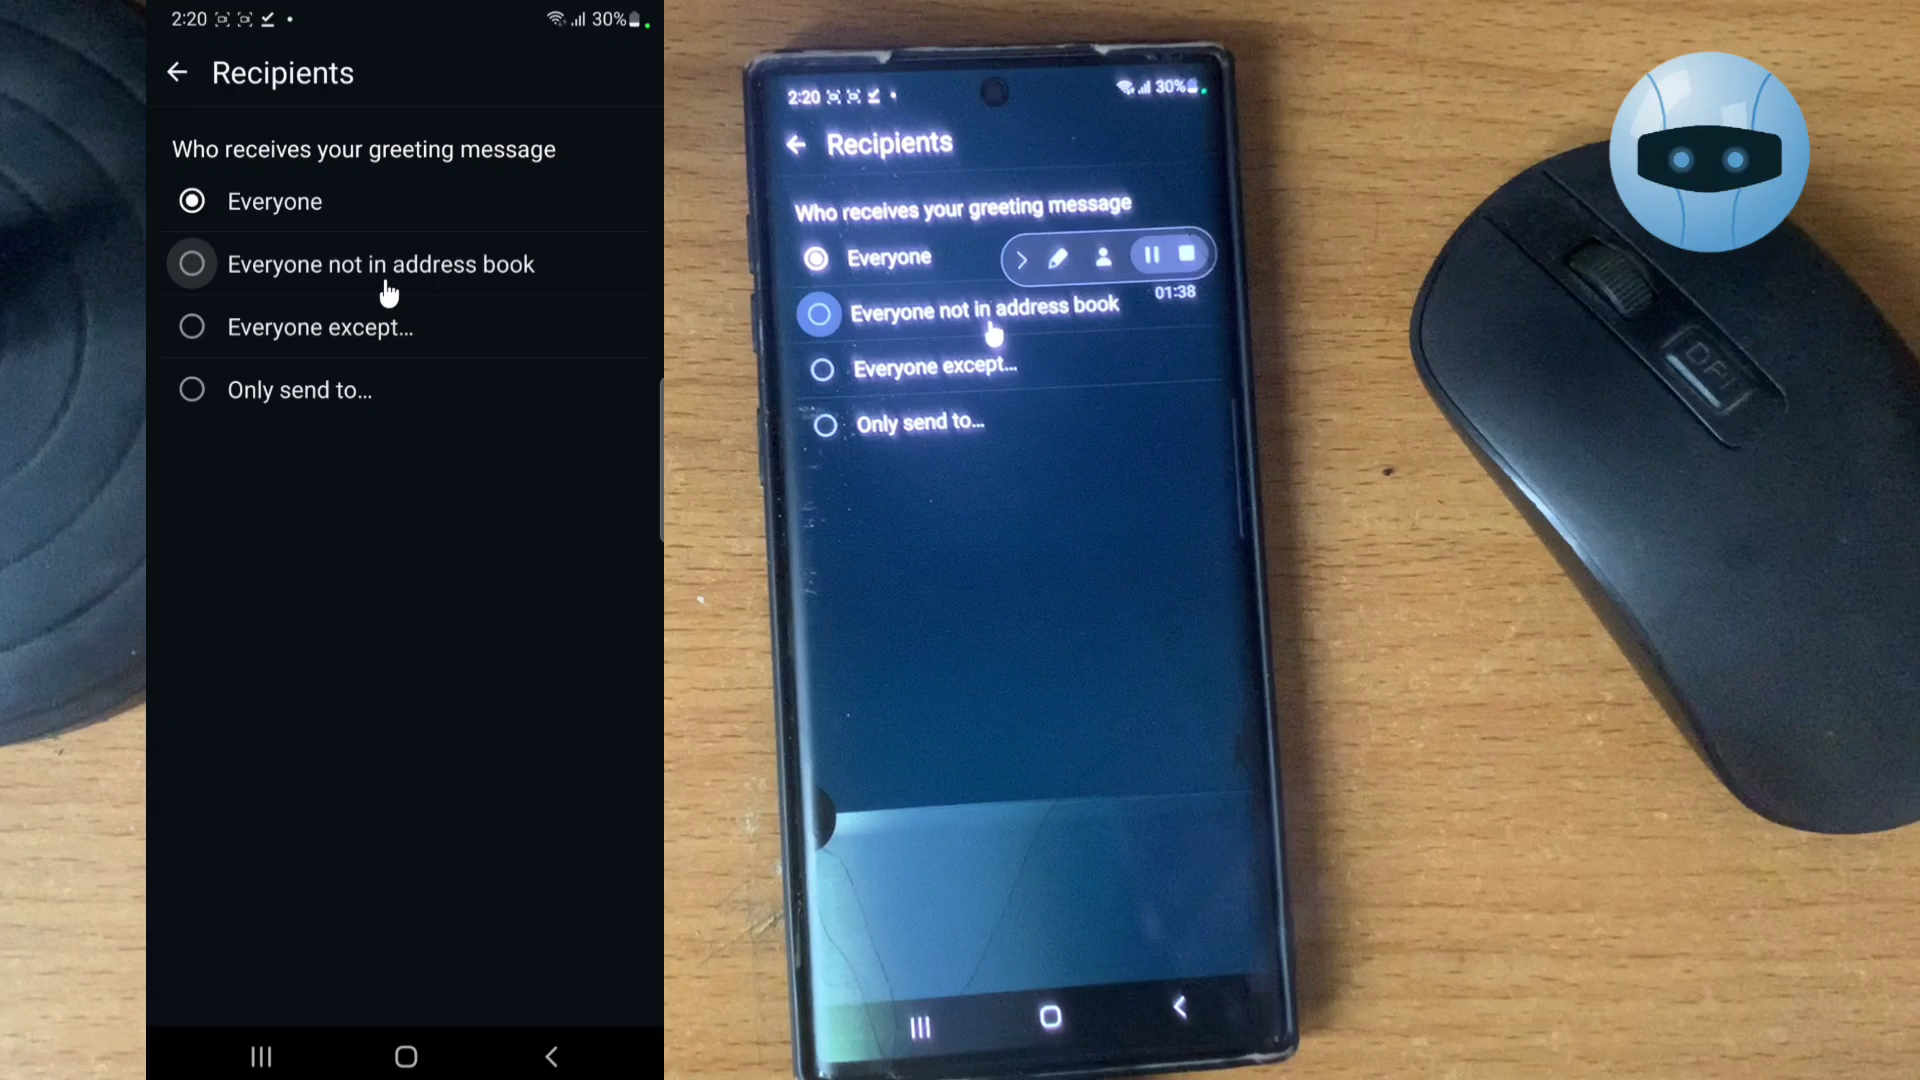 2:20
30%
Recipients
Who receives your greeting message
Everyone
Everyone not in address book
Everyone except...
Only send to...
2:20
30%
Recipients
Who receives your greeting message
Everyone
01:38
Everyone not in address book
Everyone except...
Only send to...
DPI